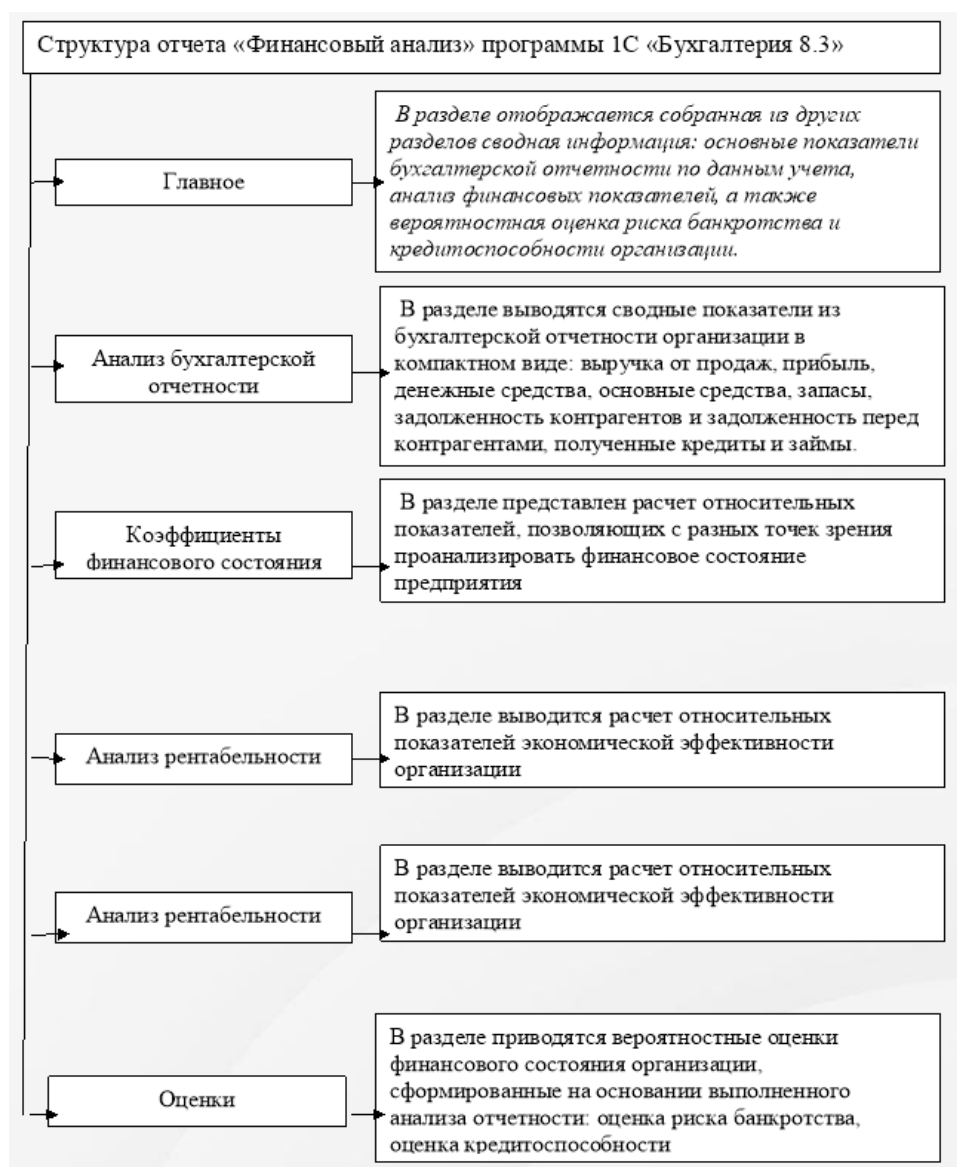 Структура отчета «Финансовый анализ» программы 1С «Бухгалтерия 8.3»
Главное
В разделе отображается собранная из других
разделов сводная информация: основные показатели
бухгалтерской отчетности по данным учета,
анализ финансовых показателей, а также
вероятностная оценка риска банкротства и
кредитоспособности организации.
Анализ бухгалтерской
отчетности
В разделе выводятся сводные показатели из
бухгалтерской отчетности организации в
компактном виде: выручка от продаж, прибыль,
денежные средства, основные средства, запасы,
задолженность контрагентов и задолженность перед
контрагентами, полученные кредиты и займы.
Коэффициенты
финансового состояния
В разделе представлен расчет относительных
показателей, позволяющих с разных точек зрения
проанализировать финансовое состояние
предприятия
Анализ рентабельности
В разделе выводится расчет относительных
показателей экономической эффективности
организации
Анализ рентабельности
В разделе выводится расчет относительных
показателей экономической эффективности
организации
Оценки
В разделе приводятся вероятностные оценки
финансового состояния организации,
сформированные на основании выполненного
анализа отчетности: оценка риска банкротства,
оценка кредитоспособности